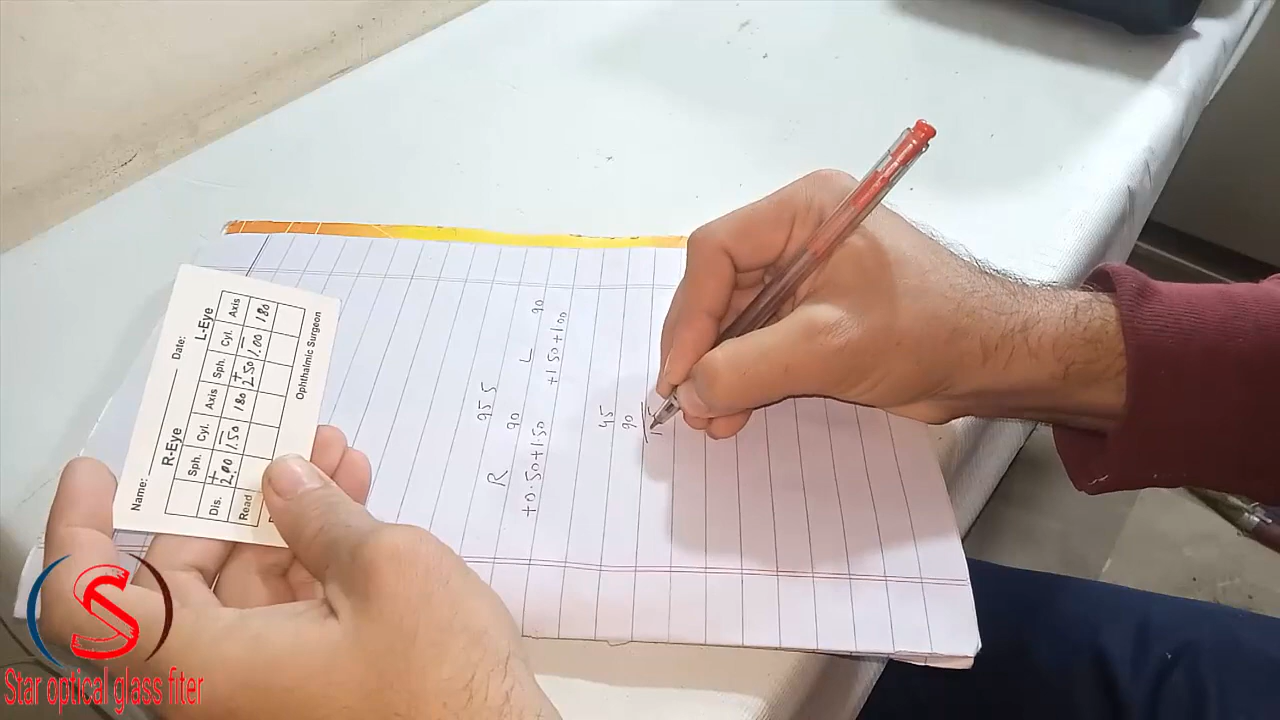 Name: Date:
R-Eye L-Eye
Sph. Cyl. Axis Sph. Cyl. Axis
Dis. + 2.00 − 1.50 180 + 2.50 − 1.00 180
Read
Ophthalmic Surgeon
955
R 90 L 90
+0.50+1.50 +1.50+1.00
45
90
Star optical glass fiter